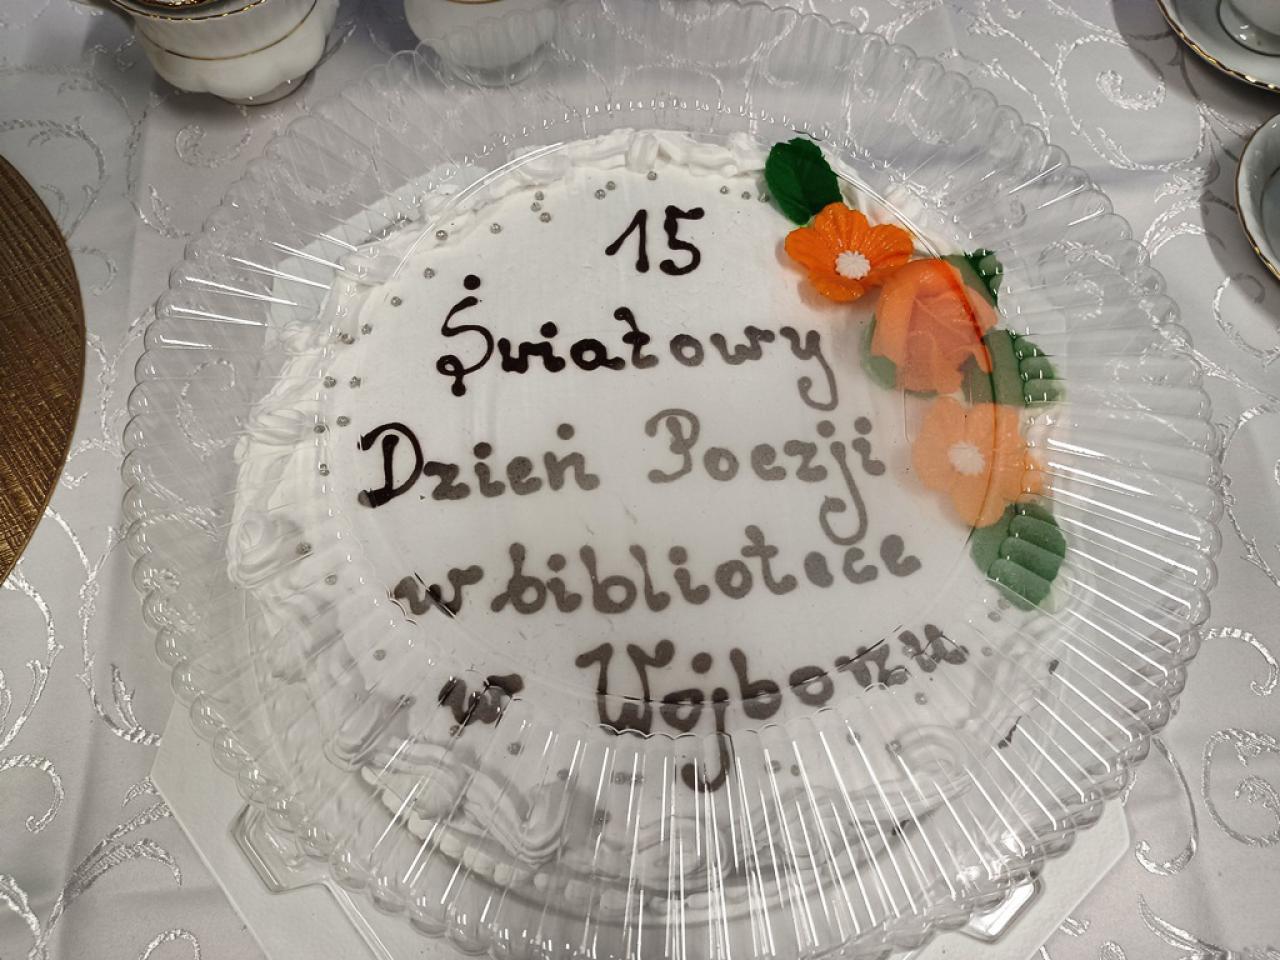 15
Światowy
Dzień Poezji
w bibliotece
w Wojborzu